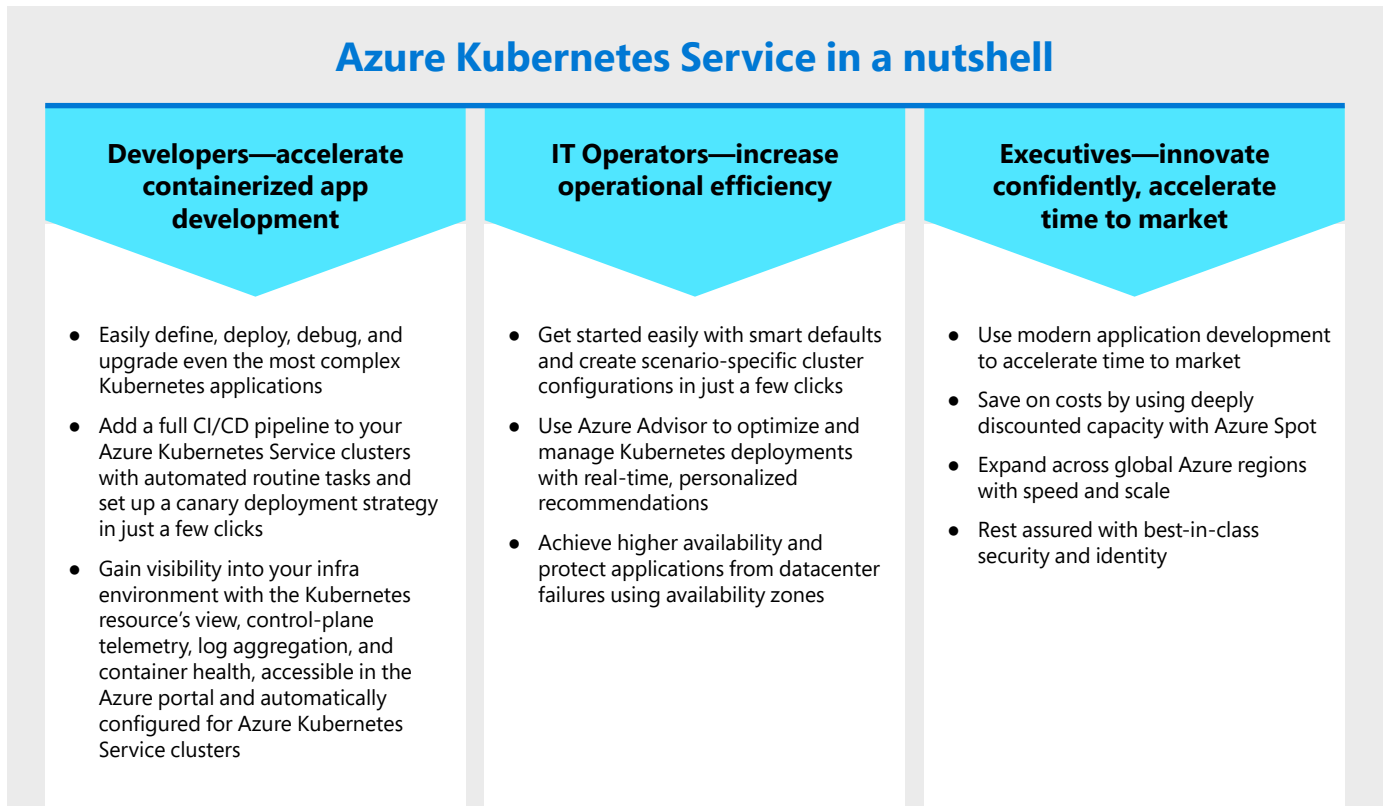 Azure Kubernetes Service in a nutshell
Developers—accelerate
containerized app
development
● Easily define, deploy, debug, and
upgrade even the most complex
Kubernetes applications
● Add a full CI/CD pipeline to your
Azure Kubernetes Service clusters
with automated routine tasks and
set up a canary deployment strategy
in just a few clicks
● Gain visibility into your infra
environment with the Kubernetes
resource’s view, control-plane
telemetry, log aggregation, and
container health, accessible in the
Azure portal and automatically
configured for Azure Kubernetes
Service clusters
IT Operators—increase
operational efficiency
● Get started easily with smart defaults
and create scenario-specific cluster
configurations in just a few clicks
● Use Azure Advisor to optimize and
manage Kubernetes deployments
with real-time, personalized
recommendations
● Achieve higher availability and
protect applications from datacenter
failures using availability zones
Executives—innovate
confidently, accelerate
time to market
● Use modern application development
to accelerate time to market
● Save on costs by using deeply
discounted capacity with Azure Spot
● Expand across global Azure regions
with speed and scale
● Rest assured with best-in-class
security and identity